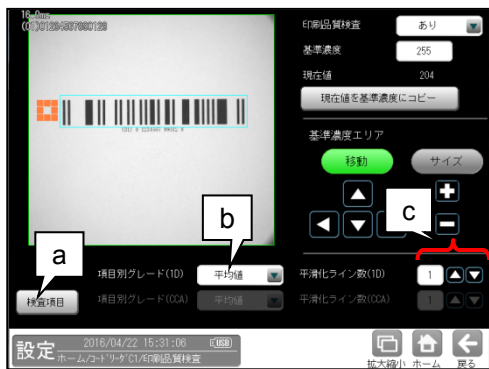 16.0ms
(01)01234567890128
印刷品質検査
あり
基準濃度
255
現在値
204
現在値を基準濃度にコピー
基準濃度エリア
移動
サイズ
a
b
c
項目別グレード(1D)
平均値
平滑化ライン数(1D)
1
検査項目
項目別グレード(CCA)
平均値
平滑化ライン数(CCA)
1
設定
2016/04/22 15:31:06
USB
ホーム/コードリーダC1/印刷品質検査
拡大縮小
ホーム
戻る